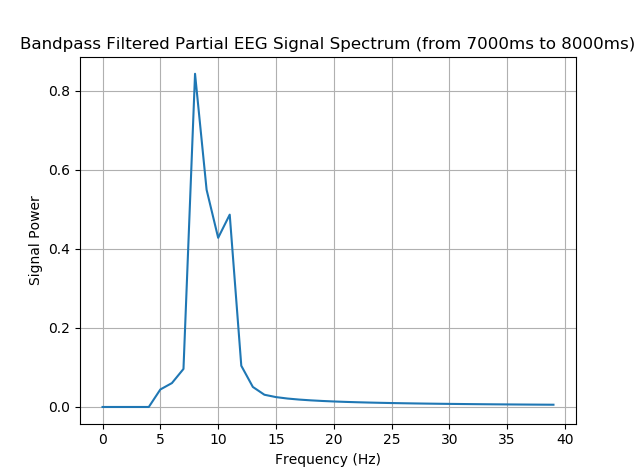 Bandpass Filtered Partial EEG Signal Spectrum (from 7000ms to 8000ms)
0.8
0.6
0.4
0.2
0.0
Signal Power
0 5 10 15 20 25 30 35 40
Frequency (Hz)